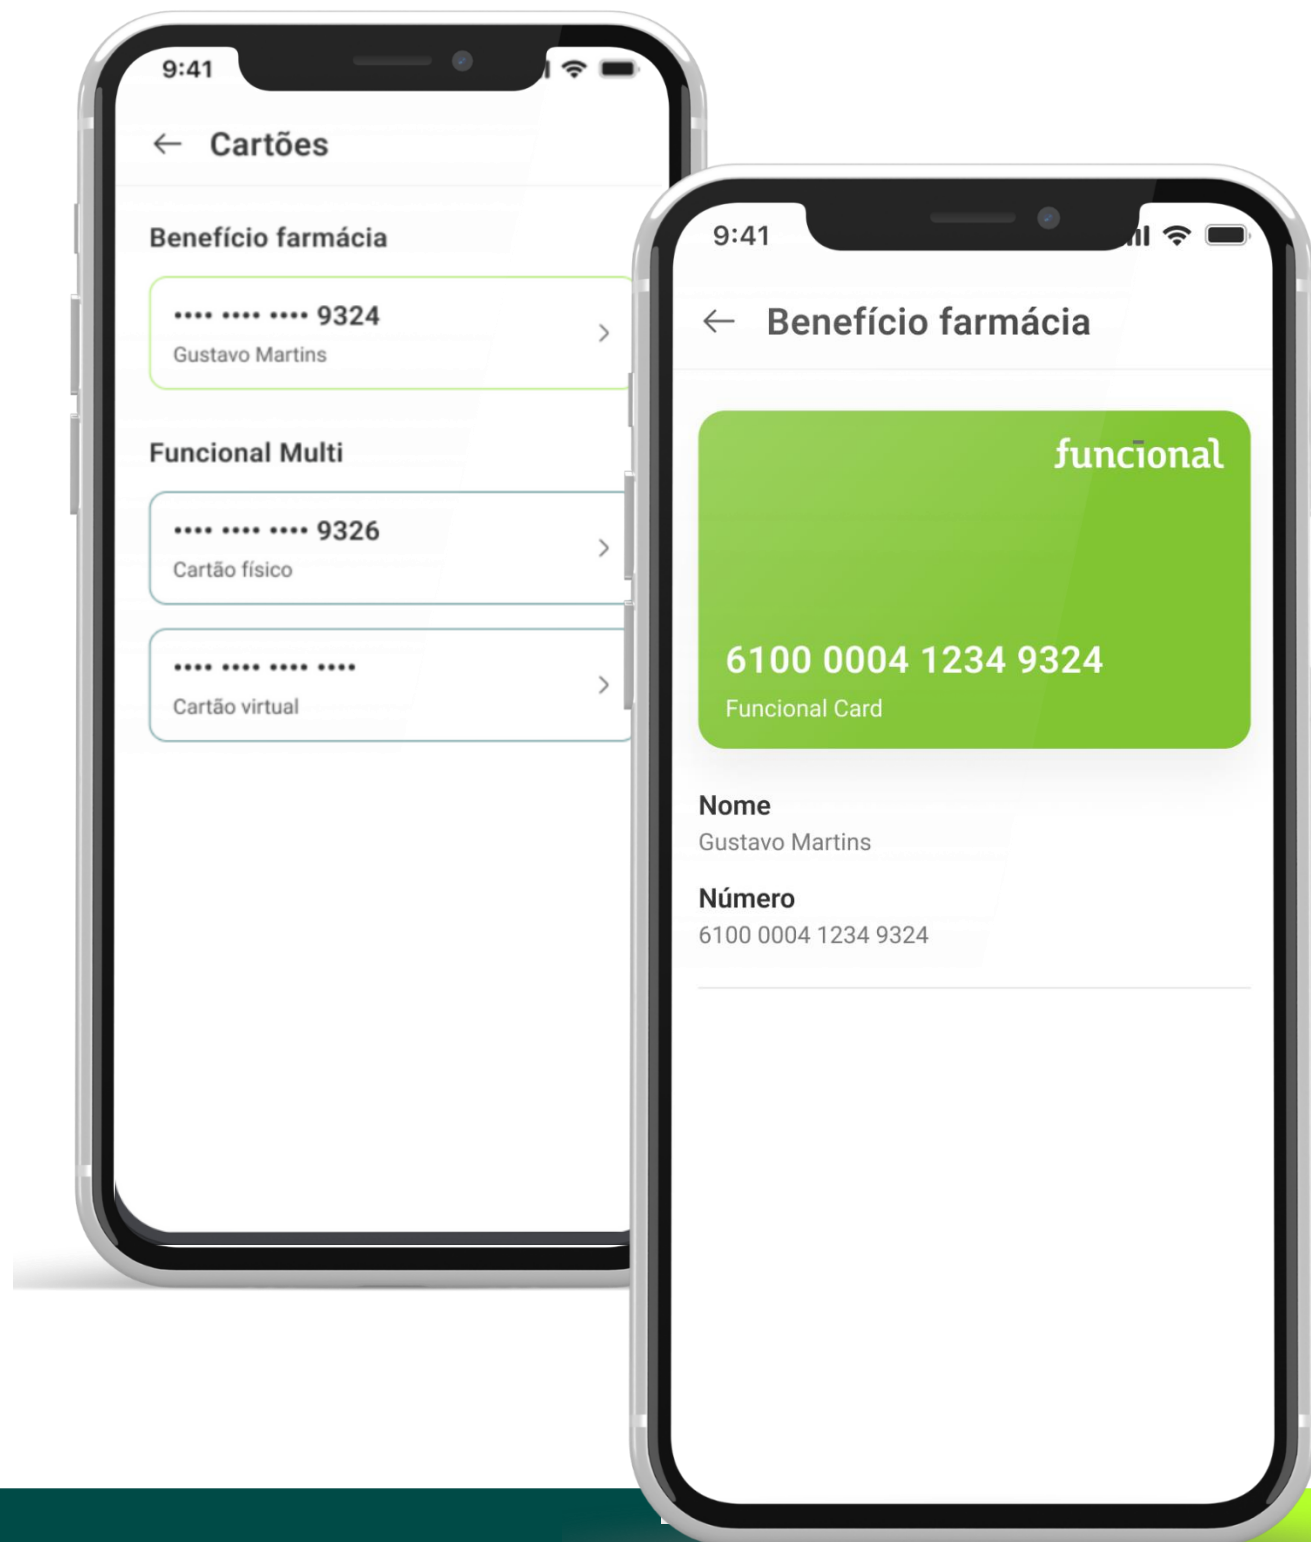 9:41
Cartões
Benefício farmácia
•••• •••• •••• 9324
Gustavo Martins
Funcional Multi
•••• •••• •••• 9326
Cartão físico
•••• •••• •••• ••••
Cartão virtual
9:41
Benefício farmácia
funcional
6100 0004 1234 9324
Funcional Card
Nome
Gustavo Martins
Número
6100 0004 1234 9324